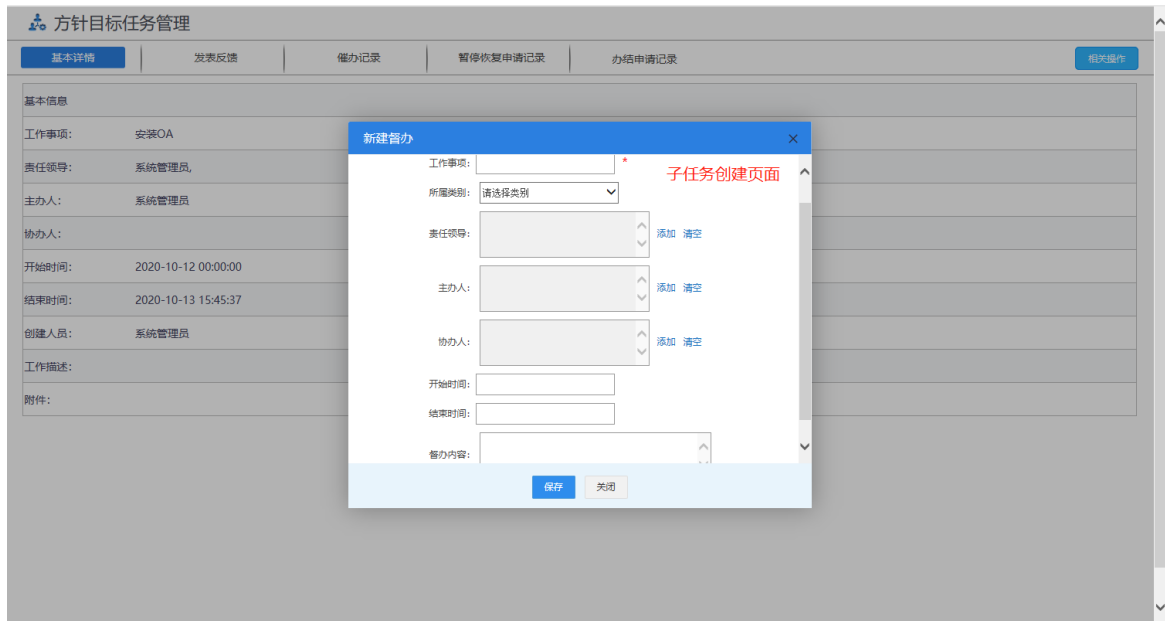 方针目标任务管理
基本详情 发表反馈 催办记录 暂停恢复申请记录 办结申请记录 相关操作
基本信息
工作事项: 安装OA
责任领导: 系统管理员,
主办人: 系统管理员
协办人:
开始时间: 2020-10-12 00:00:00
结束时间: 2020-10-13 15:45:37
创建人员: 系统管理员
工作描述:
附件:
新建督办 ×
工作事项: *
子任务创建页面
所属类别: 请选择类别
责任领导: 添加 清空
主办人: 添加 清空
协办人: 添加 清空
开始时间:
结束时间:
督办内容:
保存 关闭